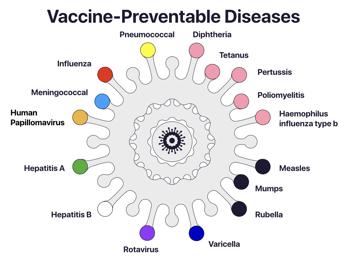 Vaccine-Preventable Diseases
Pneumococcal
Diphtheria
Tetanus
Pertussis
Poliomyelitis
Haemophilus
influenza type b
Measles
Mumps
Rubella
Varicella
Rotavirus
Hepatitis B
Hepatitis A
Human
Papillomavirus
Meningococcal
Influenza